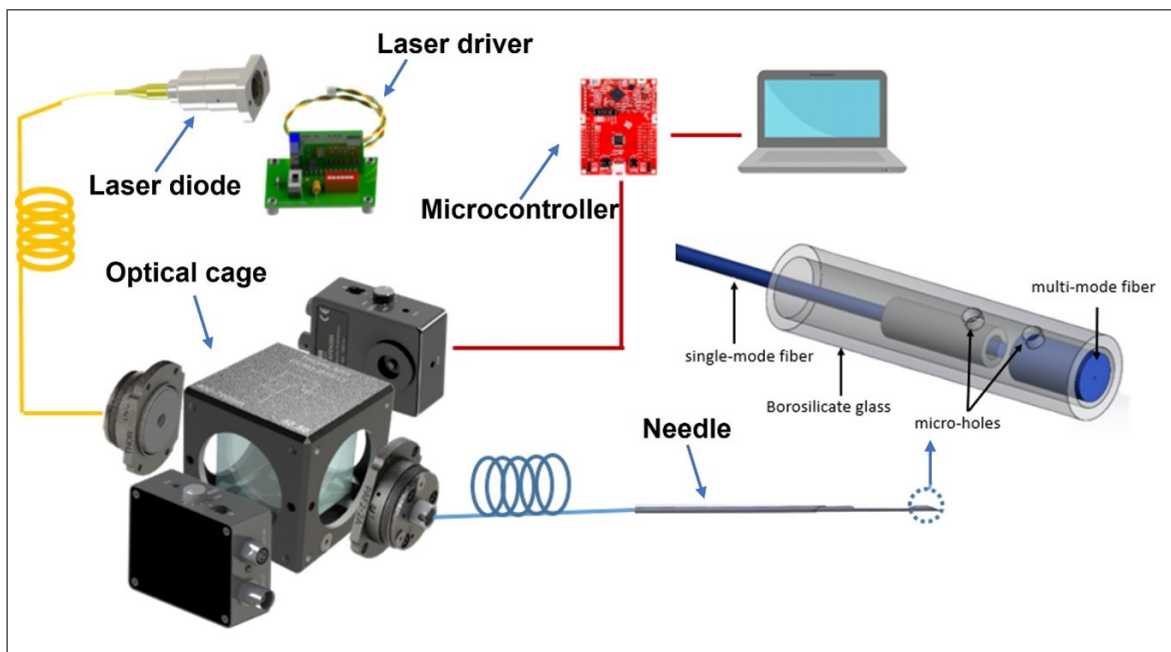 Laser driver
Laser diode
Microcontroller
Optical cage
multi-mode fiber
single-mode fiber
Borosilicate glass
micro-holes
Needle